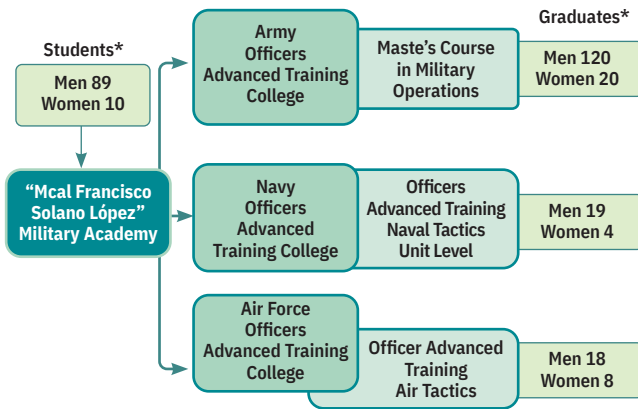 Students*
Men 89
Women 10
“Mcal Francisco
Solano López”
Military Academy
Army
Officers
Advanced Training
College
Maste’s Course
in Military
Operations
Graduates*
Men 120
Women 20
Navy
Officers
Advanced
Training College
Officers
Advanced Training
Naval Tactics
Unit Level
Men 19
Women 4
Air Force
Officers
Advanced Training
College
Officer Advanced
Training
Air Tactics
Men 18
Women 8